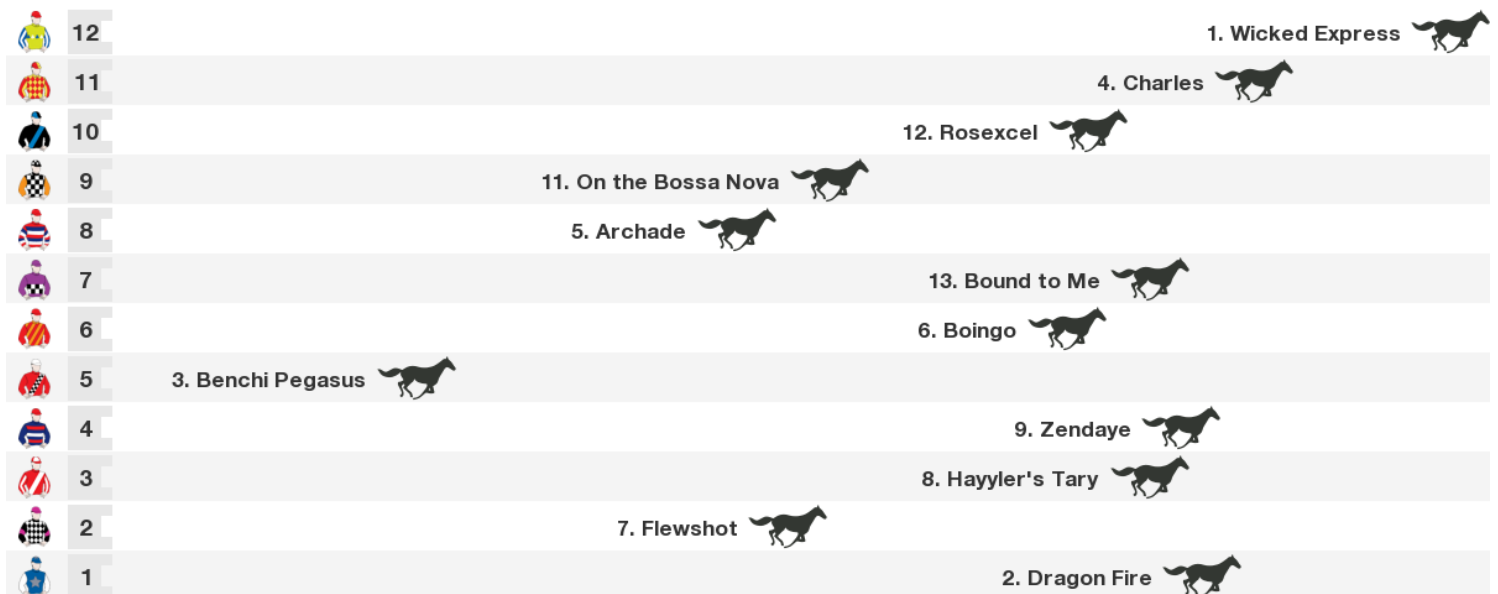 12 1. Wicked Express
11 4. Charles
10 12. Rosexcel
9 11. On the Bossa Nova
8 5. Archade
7 13. Bound to Me
6 6. Boingo
5 3. Benchi Pegasus
4 9. Zendaye
3 8. Hayyler's Tary
2 7. Flewshot
1 2. Dragon Fire